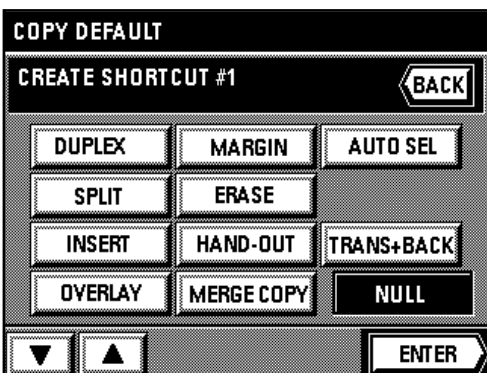 COPY DEFAULT
CREATE SHORTCUT #1
BACK
DUPLEX MARGIN AUTO SEL
SPLIT ERASE
INSERT HAND-OUT TRANS+BACK
OVERLAY MERGE COPY NULL
ENTER